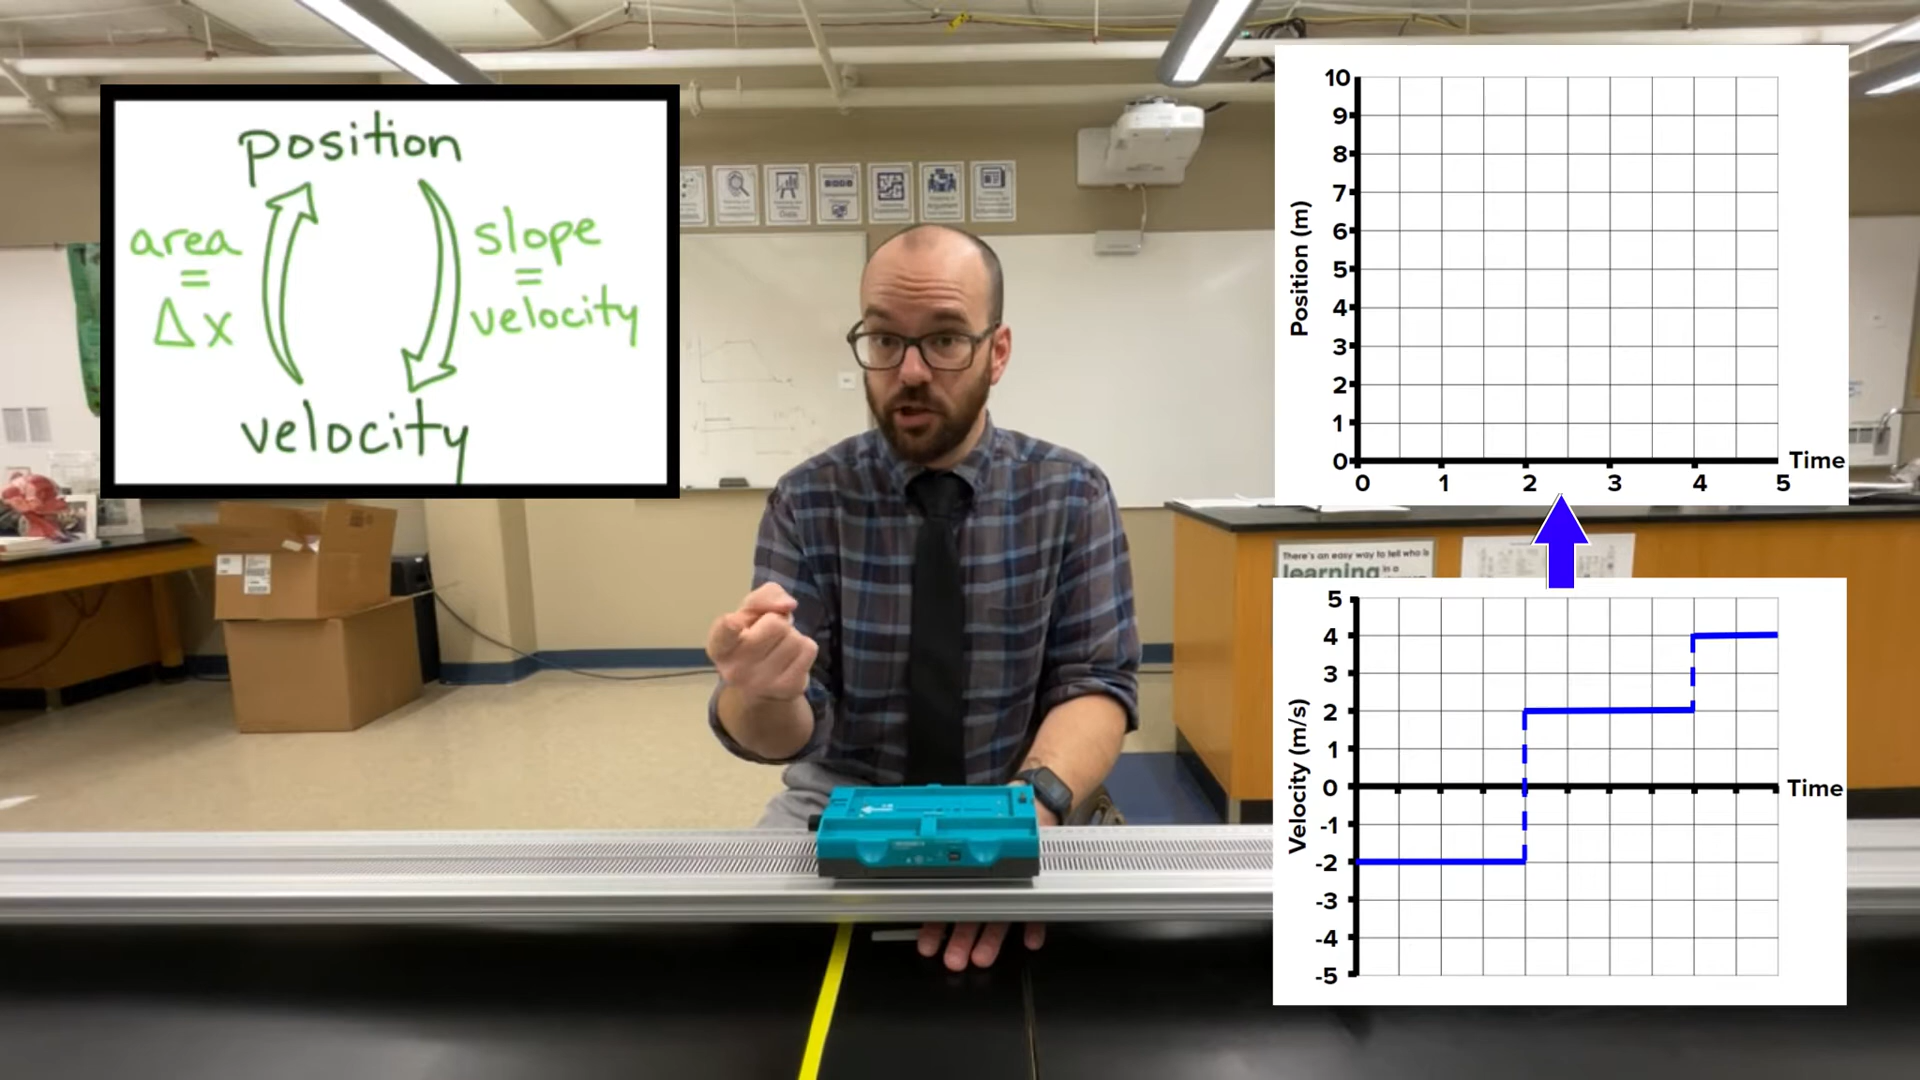 position
area
=
Δx
slope
=
velocity
velocity
10
9
8
7
6
5
4
3
2
1
0
Position (m)
0 1 2 3 4 5
Time
There's an easy way to tell who is
learning in a
5
4
3
2
1
0
-1
-2
-3
-4
-5
Velocity (m/s)
Time